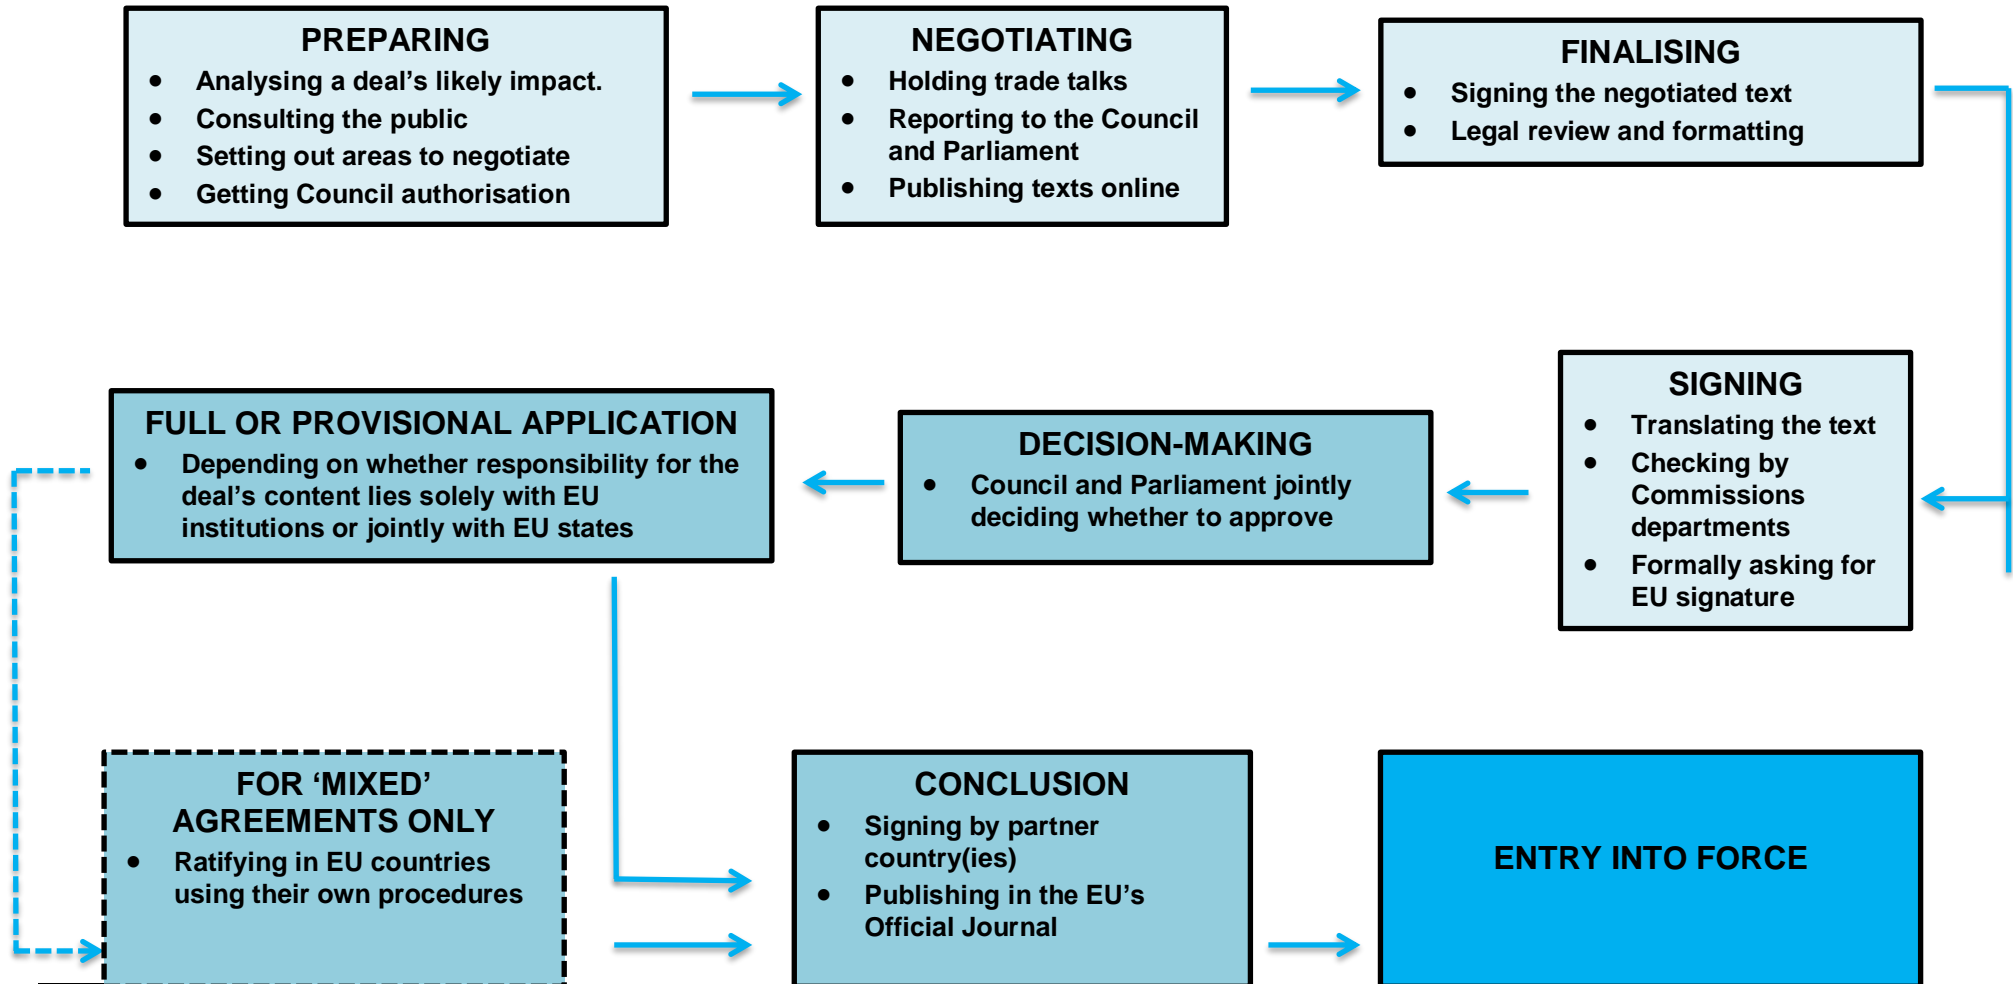 PREPARING
• Analysing a deal’s likely impact.
• Consulting the public
• Setting out areas to negotiate
• Getting Council authorisation
NEGOTIATING
• Holding trade talks
• Reporting to the Council
and Parliament
• Publishing texts online
FINALISING
• Signing the negotiated text
• Legal review and formatting
SIGNING
• Translating the text
• Checking by
Commissions
departments
• Formally asking for
EU signature
DECISION-MAKING
• Council and Parliament jointly
deciding whether to approve
FULL OR PROVISIONAL APPLICATION
• Depending on whether responsibility for the
deal’s content lies solely with EU
institutions or jointly with EU states
FOR ‘MIXED’
AGREEMENTS ONLY
• Ratifying in EU countries
using their own procedures
CONCLUSION
• Signing by partner
country(ies)
• Publishing in the EU’s
Official Journal
ENTRY INTO FORCE